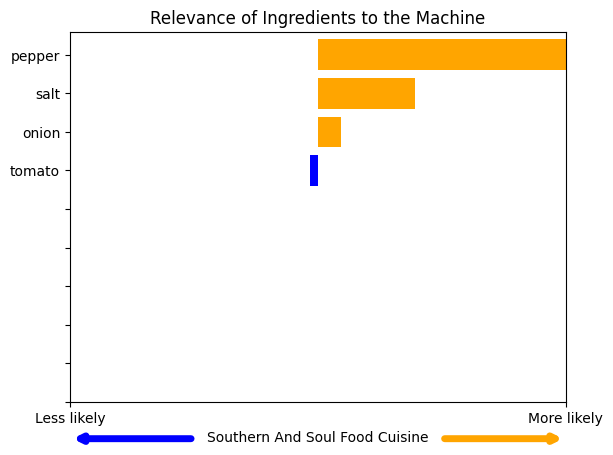 Relevance of Ingredients to the Machine
pepper
salt
onion
tomato
Less likely More likely
Southern And Soul Food Cuisine